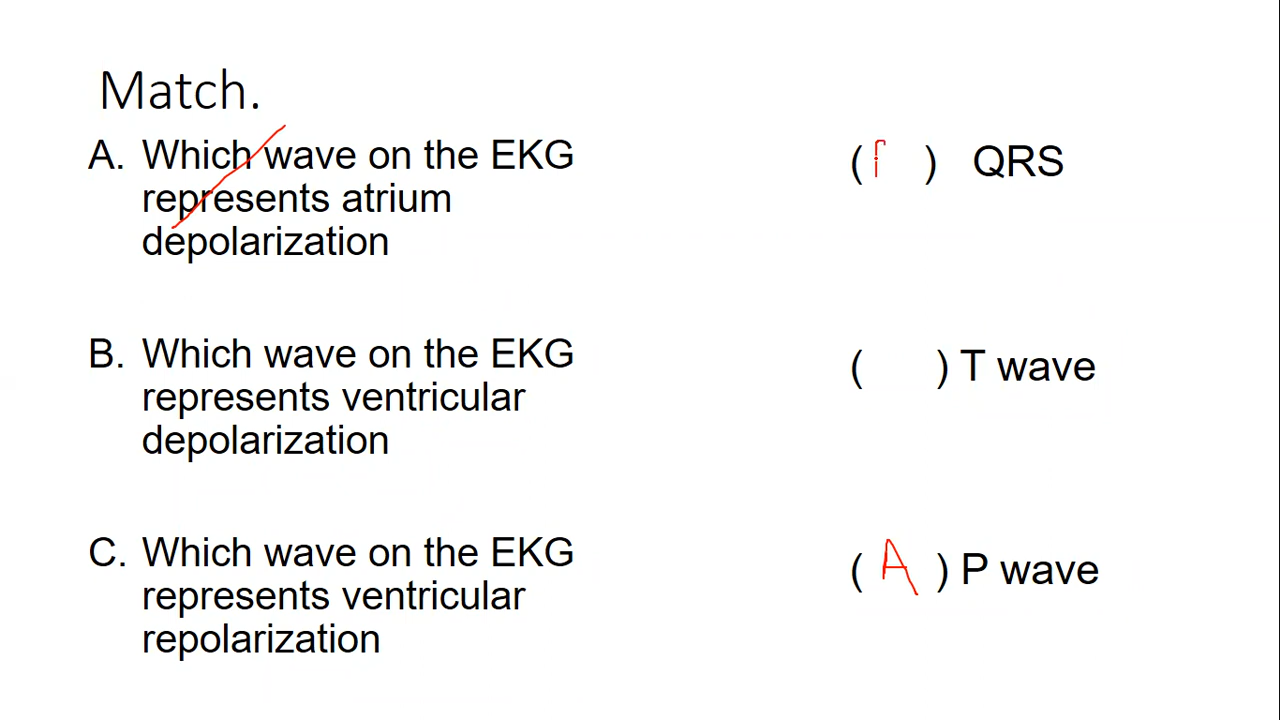 Match.
A. Which wave on the EKG
represents atrium
depolarization
( ) QRS
B. Which wave on the EKG
represents ventricular
depolarization
( ) T wave
C. Which wave on the EKG
represents ventricular
repolarization
( A ) P wave